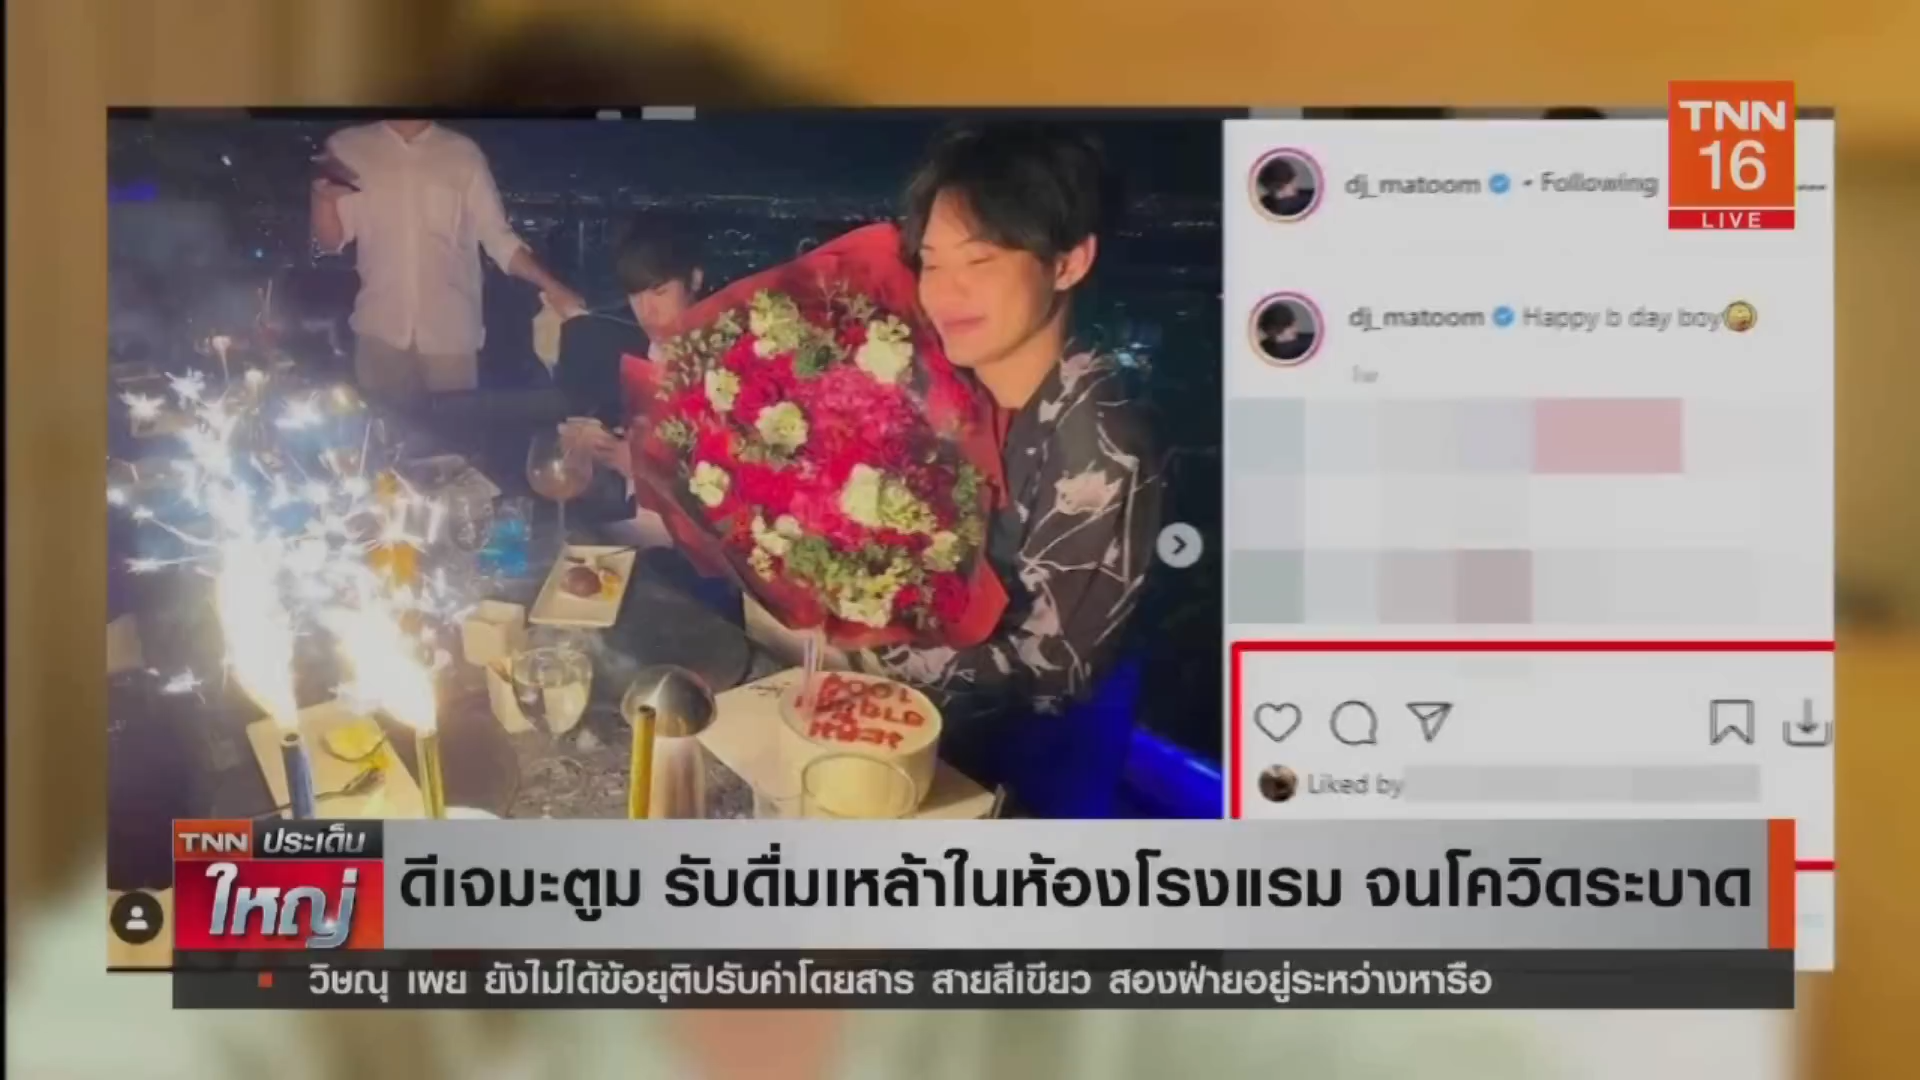 TNN
16
LIVE
dj_matoom • Following
dj_matoom Happy b day boy
1w
Liked by
TNN ประเด็น
ใหญ่
ดีเจมะตูม รับดื่มเหล้าในห้องโรงแรม จนโควิดระบาด
วิษณุ เผย ยังไม่ได้ข้อยุติปรับค่าโดยสาร สายสีเขียว สองฝ่ายอยู่ระหว่างหารือ